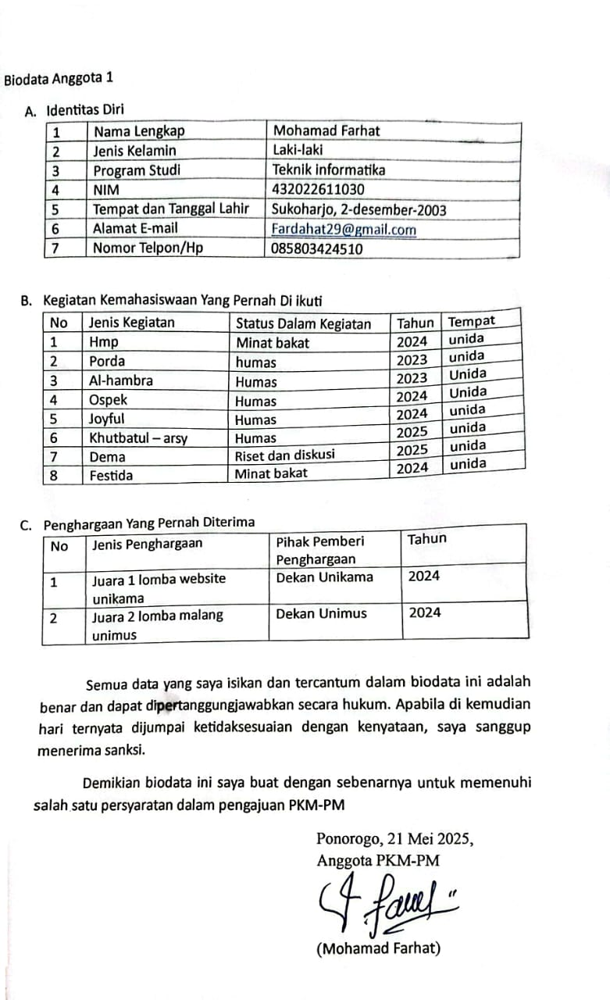 Biodata Anggota 1
A. Identitas Diri
1 Nama Lengkap Mohamad Farhat
2 Jenis Kelamin Laki-laki
3 Program Studi Teknik informatika
4 NIM 432022611030
5 Tempat dan Tanggal Lahir Sukoharjo, 2-desember-2003
6 Alamat E-mail Fardahat29@gmail.com
7 Nomor Telpon/Hp 085803424510
B. Kegiatan Kemahasiswaan Yang Pernah Di ikuti
No Jenis Kegiatan Status Dalam Kegiatan Tahun Tempat
1 Hmp Minat bakat 2024 unida
2 Porda humas 2023 unida
3 Al-hambra Humas 2023 Unida
4 Ospek Humas 2024 Unida
5 Joyful Humas 2024 unida
6 Khutbatul – arsy Humas 2025 unida
7 Dema Riset dan diskusi 2025 unida
8 Festida Minat bakat 2024 unida
C. Penghargaan Yang Pernah Diterima
No Jenis Penghargaan Pihak Pemberi Tahun
Penghargaan
1 Juara 1 lomba website Dekan Unikama 2024
unikama
2 Juara 2 lomba malang Dekan Unimus 2024
unimus
Semua data yang saya isikan dan tercantum dalam biodata ini adalah
benar dan dapat dipertanggungjawabkan secara hukum. Apabila di kemudian
hari ternyata dijumpai ketidaksesuaian dengan kenyataan, saya sanggup
menerima sanksi.
Demikian biodata ini saya buat dengan sebenarnya untuk memenuhi
salah satu persyaratan dalam pengajuan PKM-PM
Ponorogo, 21 Mei 2025,
Anggota PKM-PM
(Mohamad Farhat)